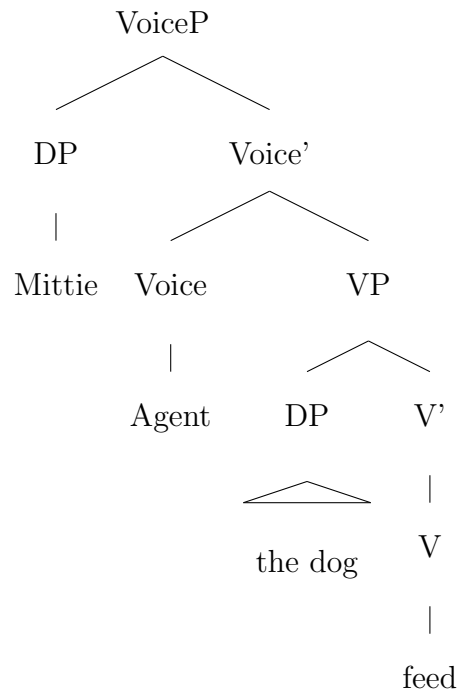 VoiceP
DP Voice'
Mittie Voice VP
Agent DP V'
the dog V
feed